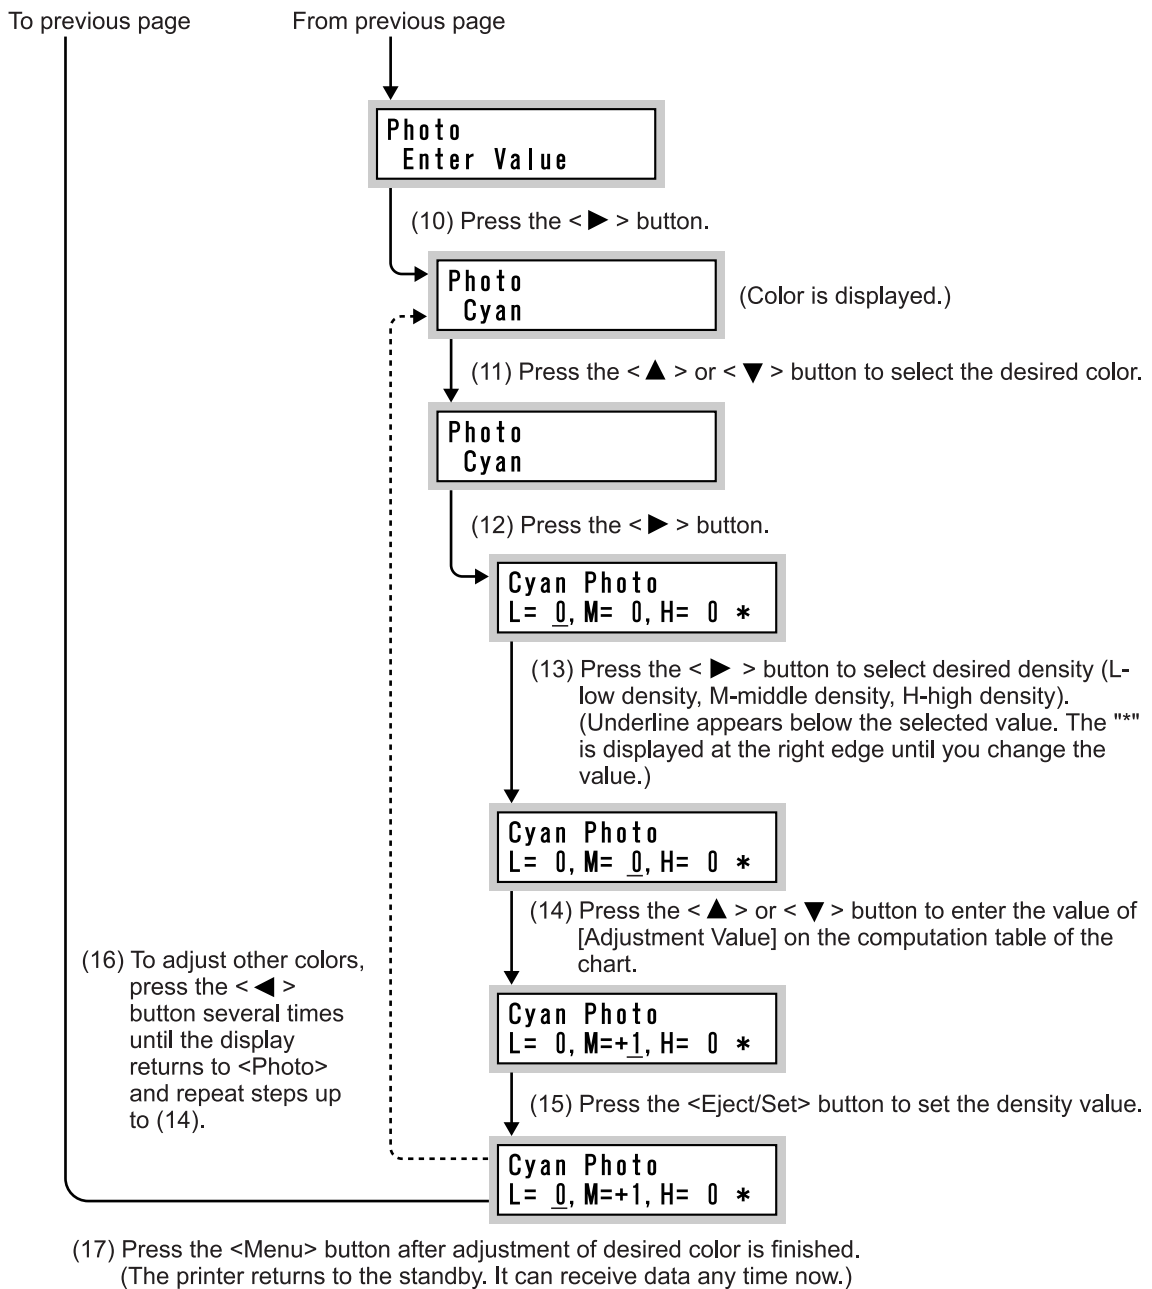 To previous page
From previous page
Photo
Enter Value
(10) Press the < ▶ > button.
Photo
Cyan
(Color is displayed.)
(11) Press the < ▲ > or < ▼ > button to select the desired color.
Photo
Cyan
(12) Press the < ▶ > button.
Cyan Photo
L= 0, M= 0, H= 0 *
(13) Press the < ▶ > button to select desired density (L-
low density, M-middle density, H-high density).
(Underline appears below the selected value. The "*"
is displayed at the right edge until you change the
value.)
Cyan Photo
L= 0, M= 0, H= 0 *
(14) Press the < ▲ > or < ▼ > button to enter the value of
[Adjustment Value] on the computation table of the
chart.
(16) To adjust other colors,
press the < ◀ >
button several times
until the display
returns to <Photo>
and repeat steps up
to (14).
Cyan Photo
L= 0, M=+1, H= 0 *
(15) Press the <Eject/Set> button to set the density value.
Cyan Photo
L= 0, M=+1, H= 0 *
(17) Press the <Menu> button after adjustment of desired color is finished.
(The printer returns to the standby. It can receive data any time now.)